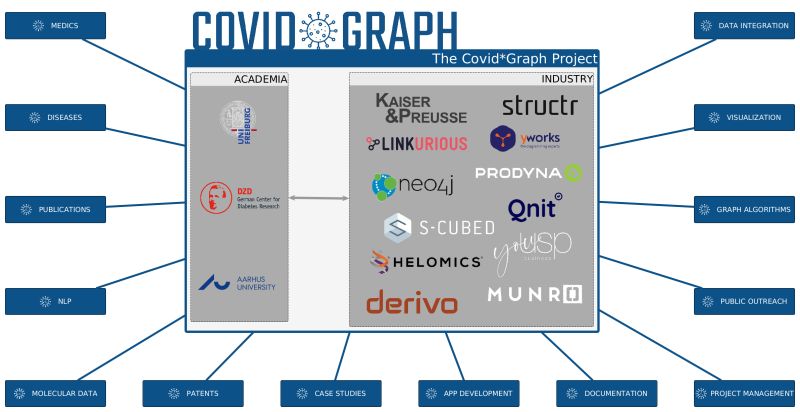 COVID GRAPH
The Covid*Graph Project
MEDICS
DISEASES
PUBLICATIONS
NLP
MOLECULAR DATA
PATENTS
CASE STUDIES
APP DEVELOPMENT
DOCUMENTATION
PROJECT MANAGEMENT
PUBLIC OUTREACH
GRAPH ALGORITHMS
VISUALIZATION
DATA INTEGRATION
ACADEMIA
UNI
FREIBURG
DZD
German Center for
Diabetes Research
AARHUS
UNIVERSITY
INDUSTRY
KAISER
&PREUSSE
structr
LINKURIOUS
yworks
the diagramming experts
neo4j
PRODYNA
Qnit
S-CUBED
HELOMICS
derivo
MUNRO